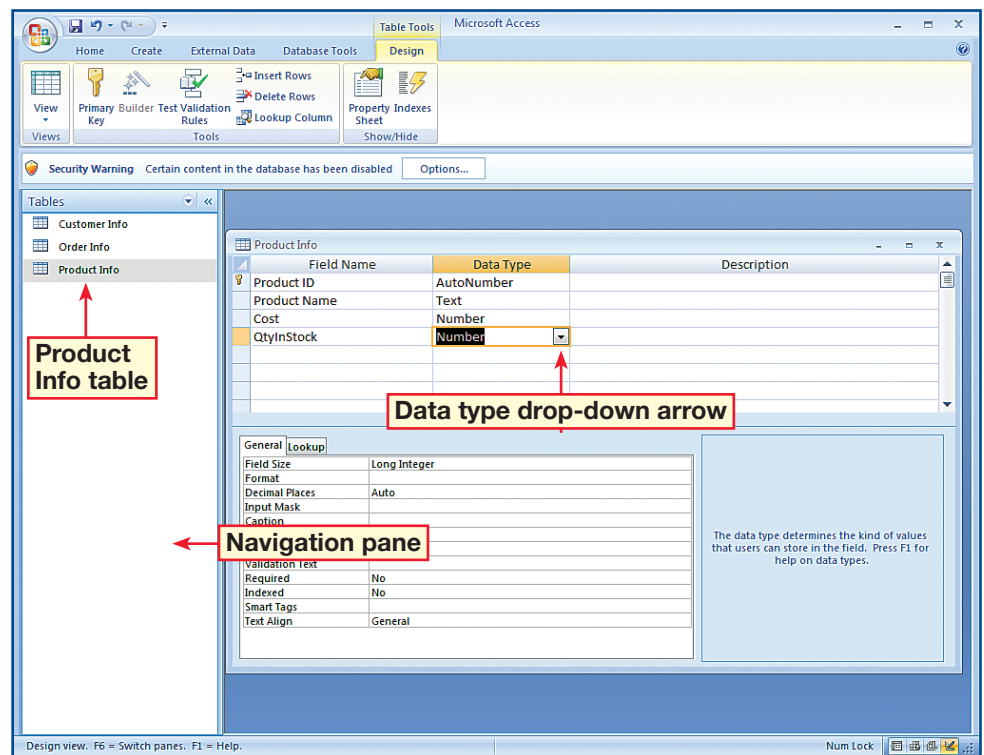 Table Tools
Microsoft Access
Home Create External Data Database Tools Design
View
Primary Key
Builder
Test Validation Rules
Insert Rows
Delete Rows
Lookup Column
Property Sheet
Indexes
Views
Tools
Show/Hide
Security Warning Certain content in the database has been disabled Options...
Tables
Customer Info
Order Info
Product Info
Product Info table
Navigation pane
Product Info
Field Name Data Type Description
Product ID AutoNumber
Product Name Text
Cost Number
QtyInStock Number
Data type drop-down arrow
General Lookup
Field Size Long Integer
Format
Decimal Places Auto
Input Mask
Caption
Validation Text
Required No
Indexed No
Smart Tags
Text Align General
The data type determines the kind of values
that users can store in the field. Press F1 for
help on data types.
Design view. F6 = Switch panes. F1 = Help.
Num Lock